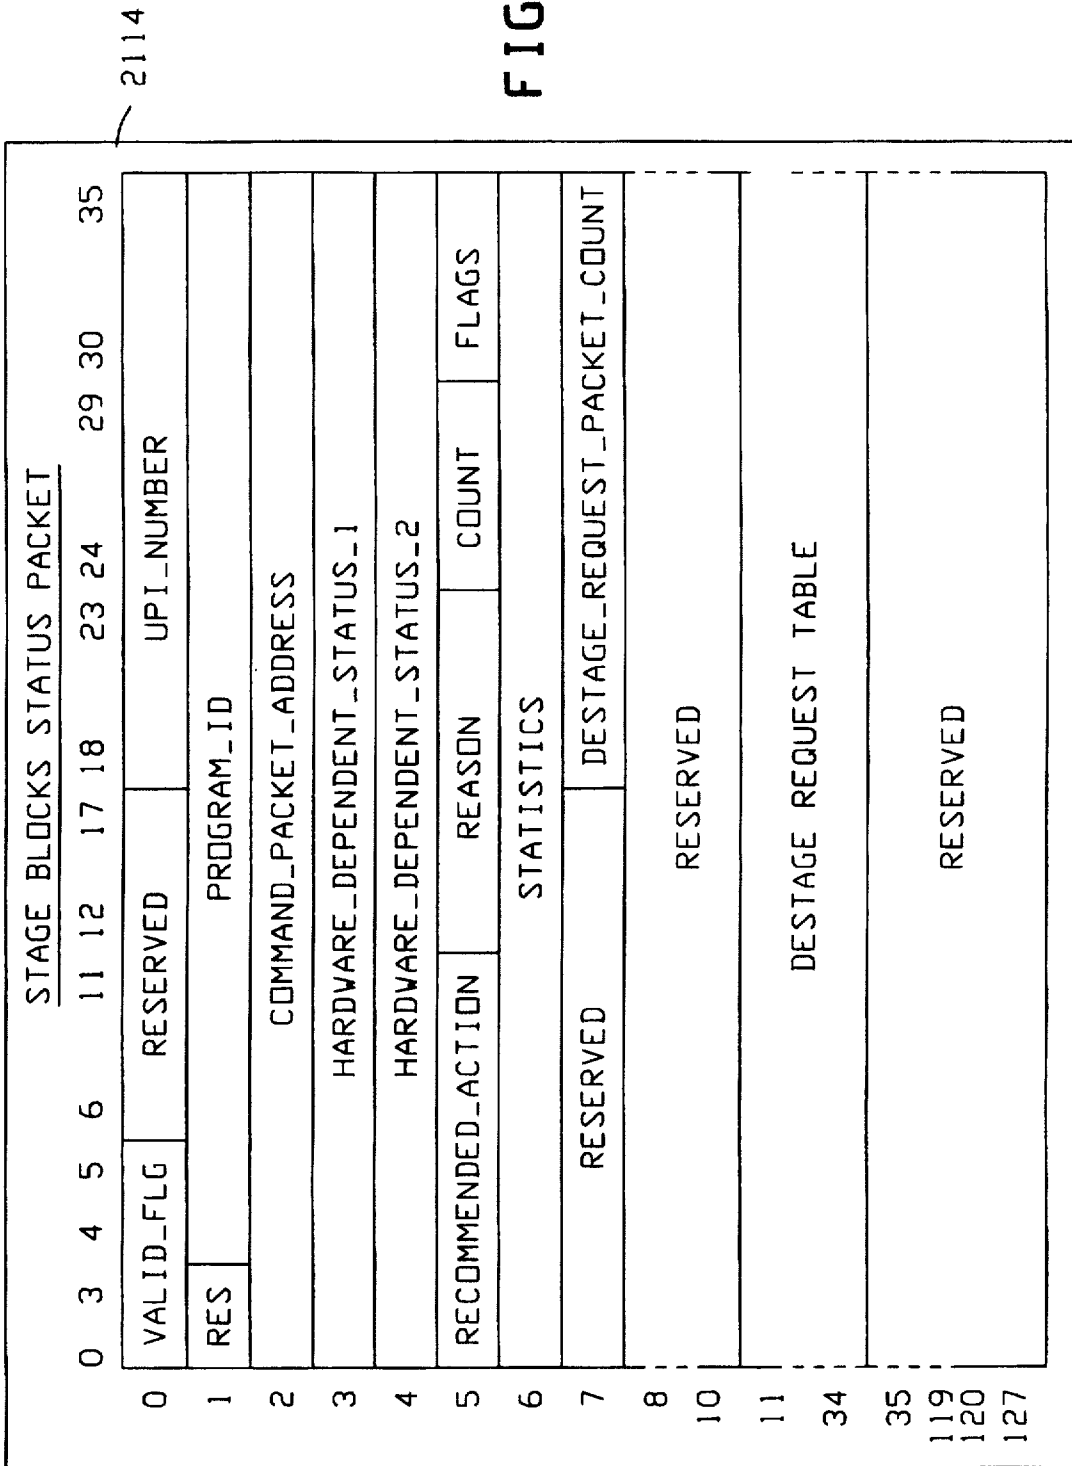 STAGE BLOCKS STATUS PACKET
0 3 4 5 6 11 12 17 18 23 24 29 30 35
2114
0 VALID_FLG RESERVED UPI_NUMBER
1 RES PROGRAM_ID
2 COMMAND_PACKET_ADDRESS
3 HARDWARE_DEPENDENT_STATUS_1
4 HARDWARE_DEPENDENT_STATUS_2
5 RECOMMENDED_ACTION REASON COUNT FLAGS
6 STATISTICS
7 RESERVED DESTAGE_REQUEST_PACKET_COUNT
8
RESERVED
10
11
DESTAGE REQUEST TABLE
34
35
119
RESERVED
120
127
FIG